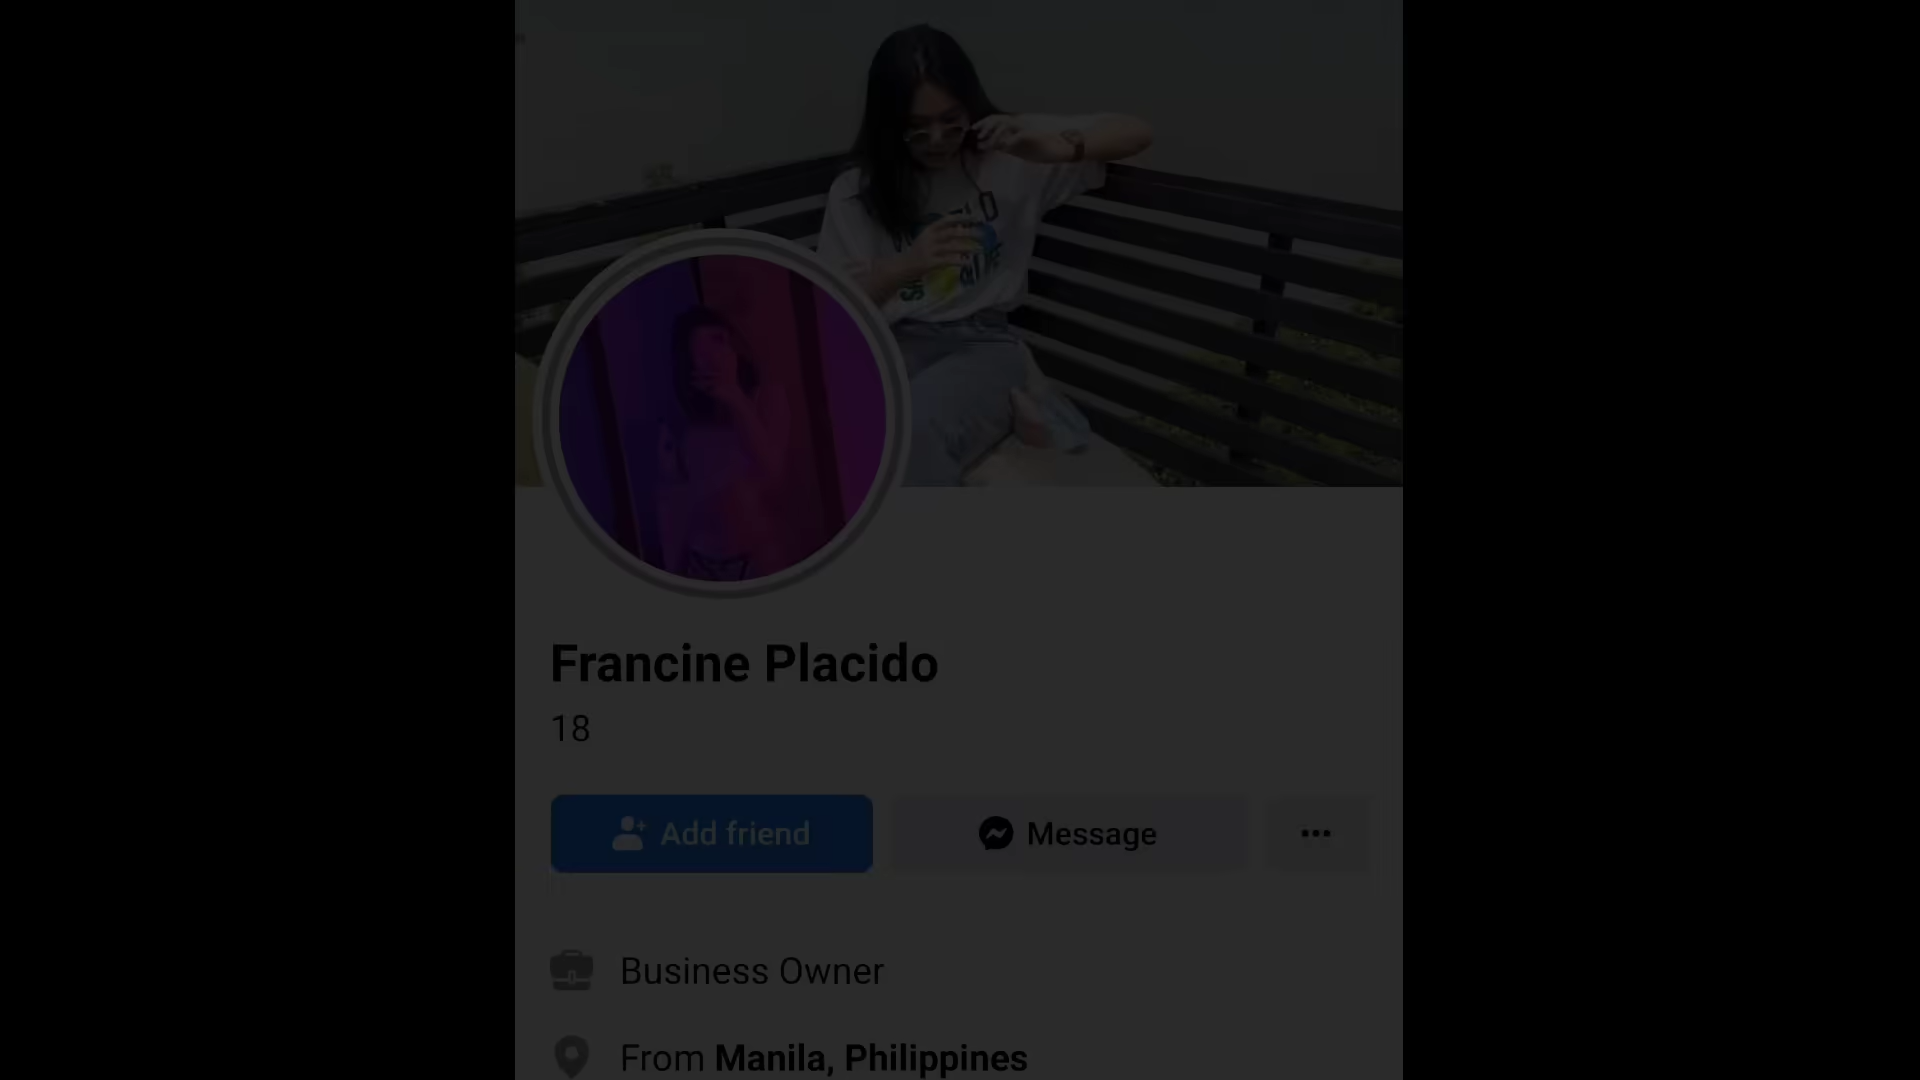 Francine Placido
18
Add friend
Message
Business Owner
From Manila, Philippines